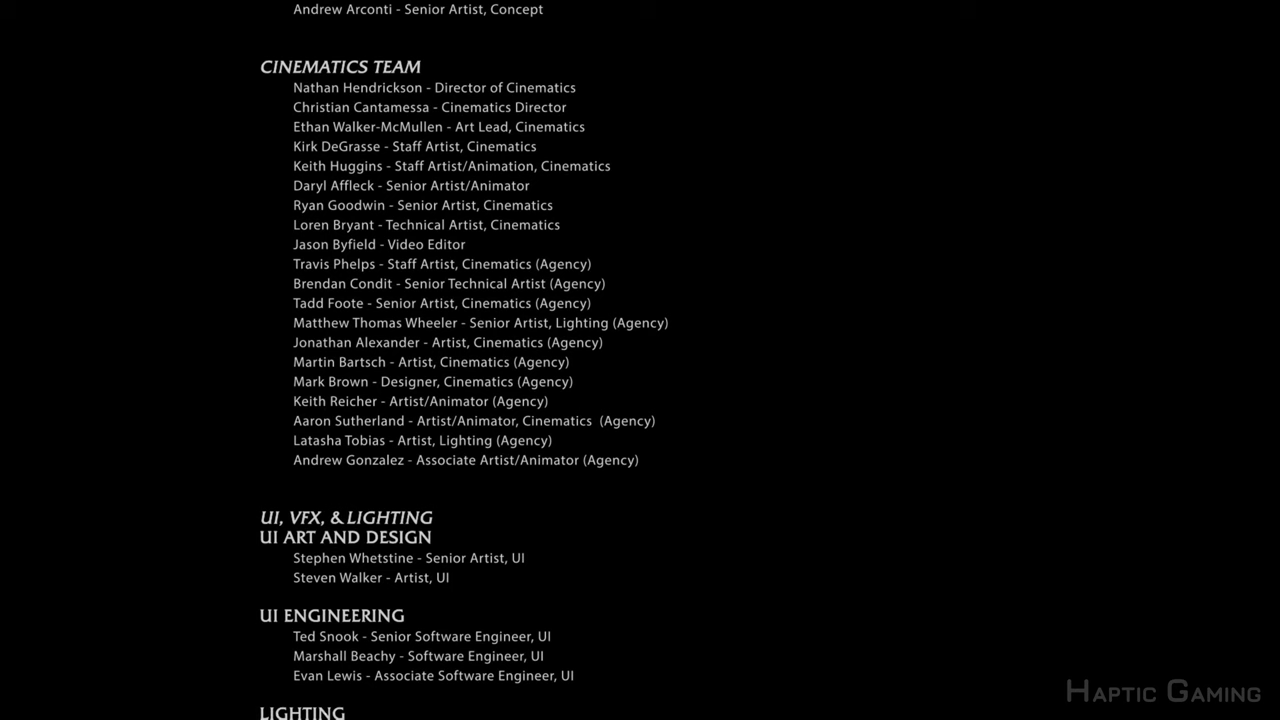 Andrew Arconti - Senior Artist, Concept
CINEMATICS TEAM
Nathan Hendrickson - Director of Cinematics
Christian Cantamessa - Cinematics Director
Ethan Walker-McMullen - Art Lead, Cinematics
Kirk DeGrasse - Staff Artist, Cinematics
Keith Huggins - Staff Artist/Animation, Cinematics
Daryl Affleck - Senior Artist/Animator
Ryan Goodwin - Senior Artist, Cinematics
Loren Bryant - Technical Artist, Cinematics
Jason Byfield - Video Editor
Travis Phelps - Staff Artist, Cinematics (Agency)
Brendan Condit - Senior Technical Artist (Agency)
Tadd Foote - Senior Artist, Cinematics (Agency)
Matthew Thomas Wheeler - Senior Artist, Lighting (Agency)
Jonathan Alexander - Artist, Cinematics (Agency)
Martin Bartsch - Artist, Cinematics (Agency)
Mark Brown - Designer, Cinematics (Agency)
Keith Reicher - Artist/Animator (Agency)
Aaron Sutherland - Artist/Animator, Cinematics  (Agency)
Latasha Tobias - Artist, Lighting (Agency)
Andrew Gonzalez - Associate Artist/Animator (Agency)
UI, VFX, & LIGHTING
UI ART AND DESIGN
Stephen Whetstine - Senior Artist, UI
Steven Walker - Artist, UI
UI ENGINEERING
Ted Snook - Senior Software Engineer, UI
Marshall Beachy - Software Engineer, UI
Evan Lewis - Associate Software Engineer, UI
LIGHTING
HAPTIC GAMING